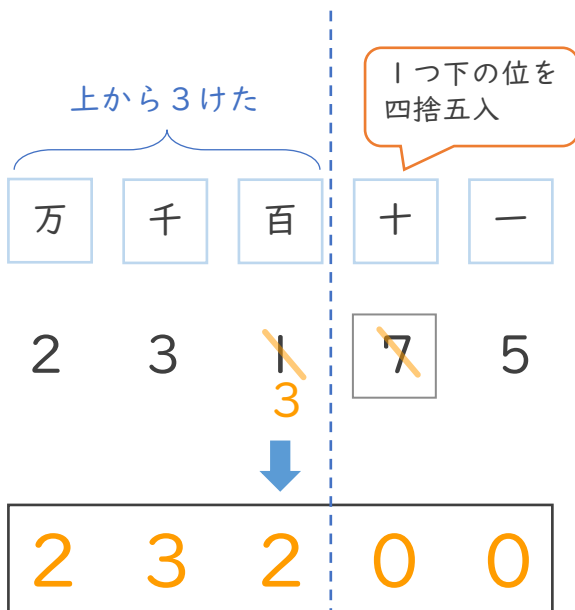 1つ下の位を
四捨五入
上から3けた
万 千 百 十 一
2 3 1 7 5
3
2 3 2 0 0